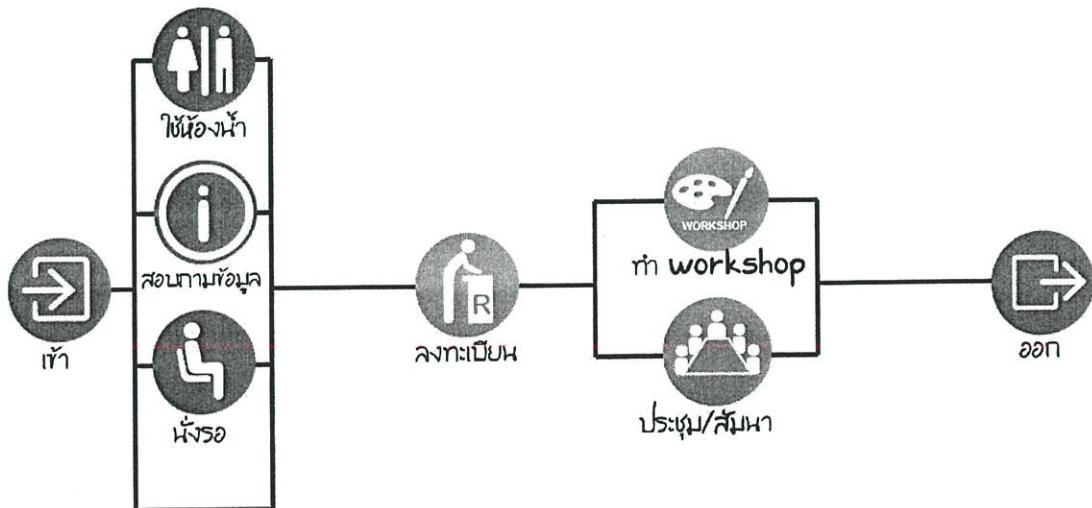 ใช้ห้องน้ำ
i
สอบถามข้อมูล
เข้า
นั่งรอ
R
ลงทะเบียน
WORKSHOP
ทำ workshop
ประชุม/สัมนา
ออก